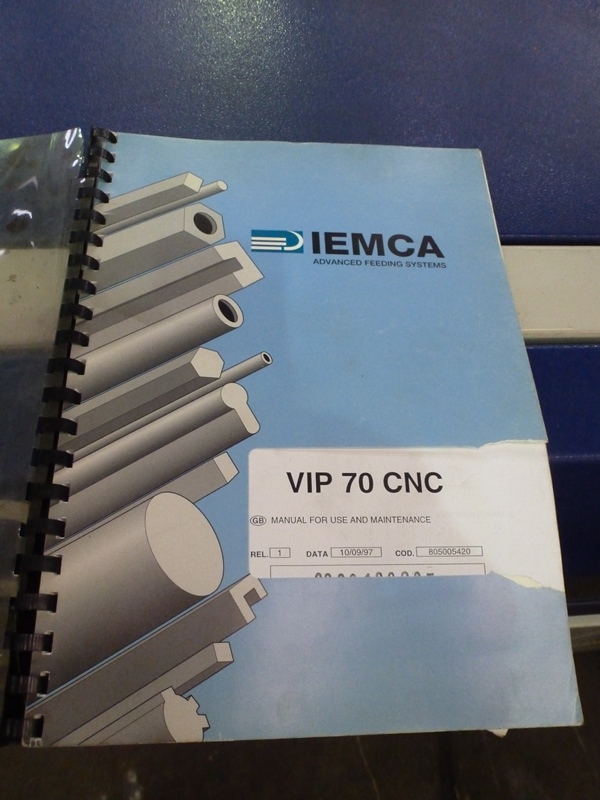 IEMCA
ADVANCED FEEDING SYSTEMS
VIP 70 CNC
GB MANUAL FOR USE AND MAINTENANCE
REL. 1 DATA 10/09/97 COD. 805005420